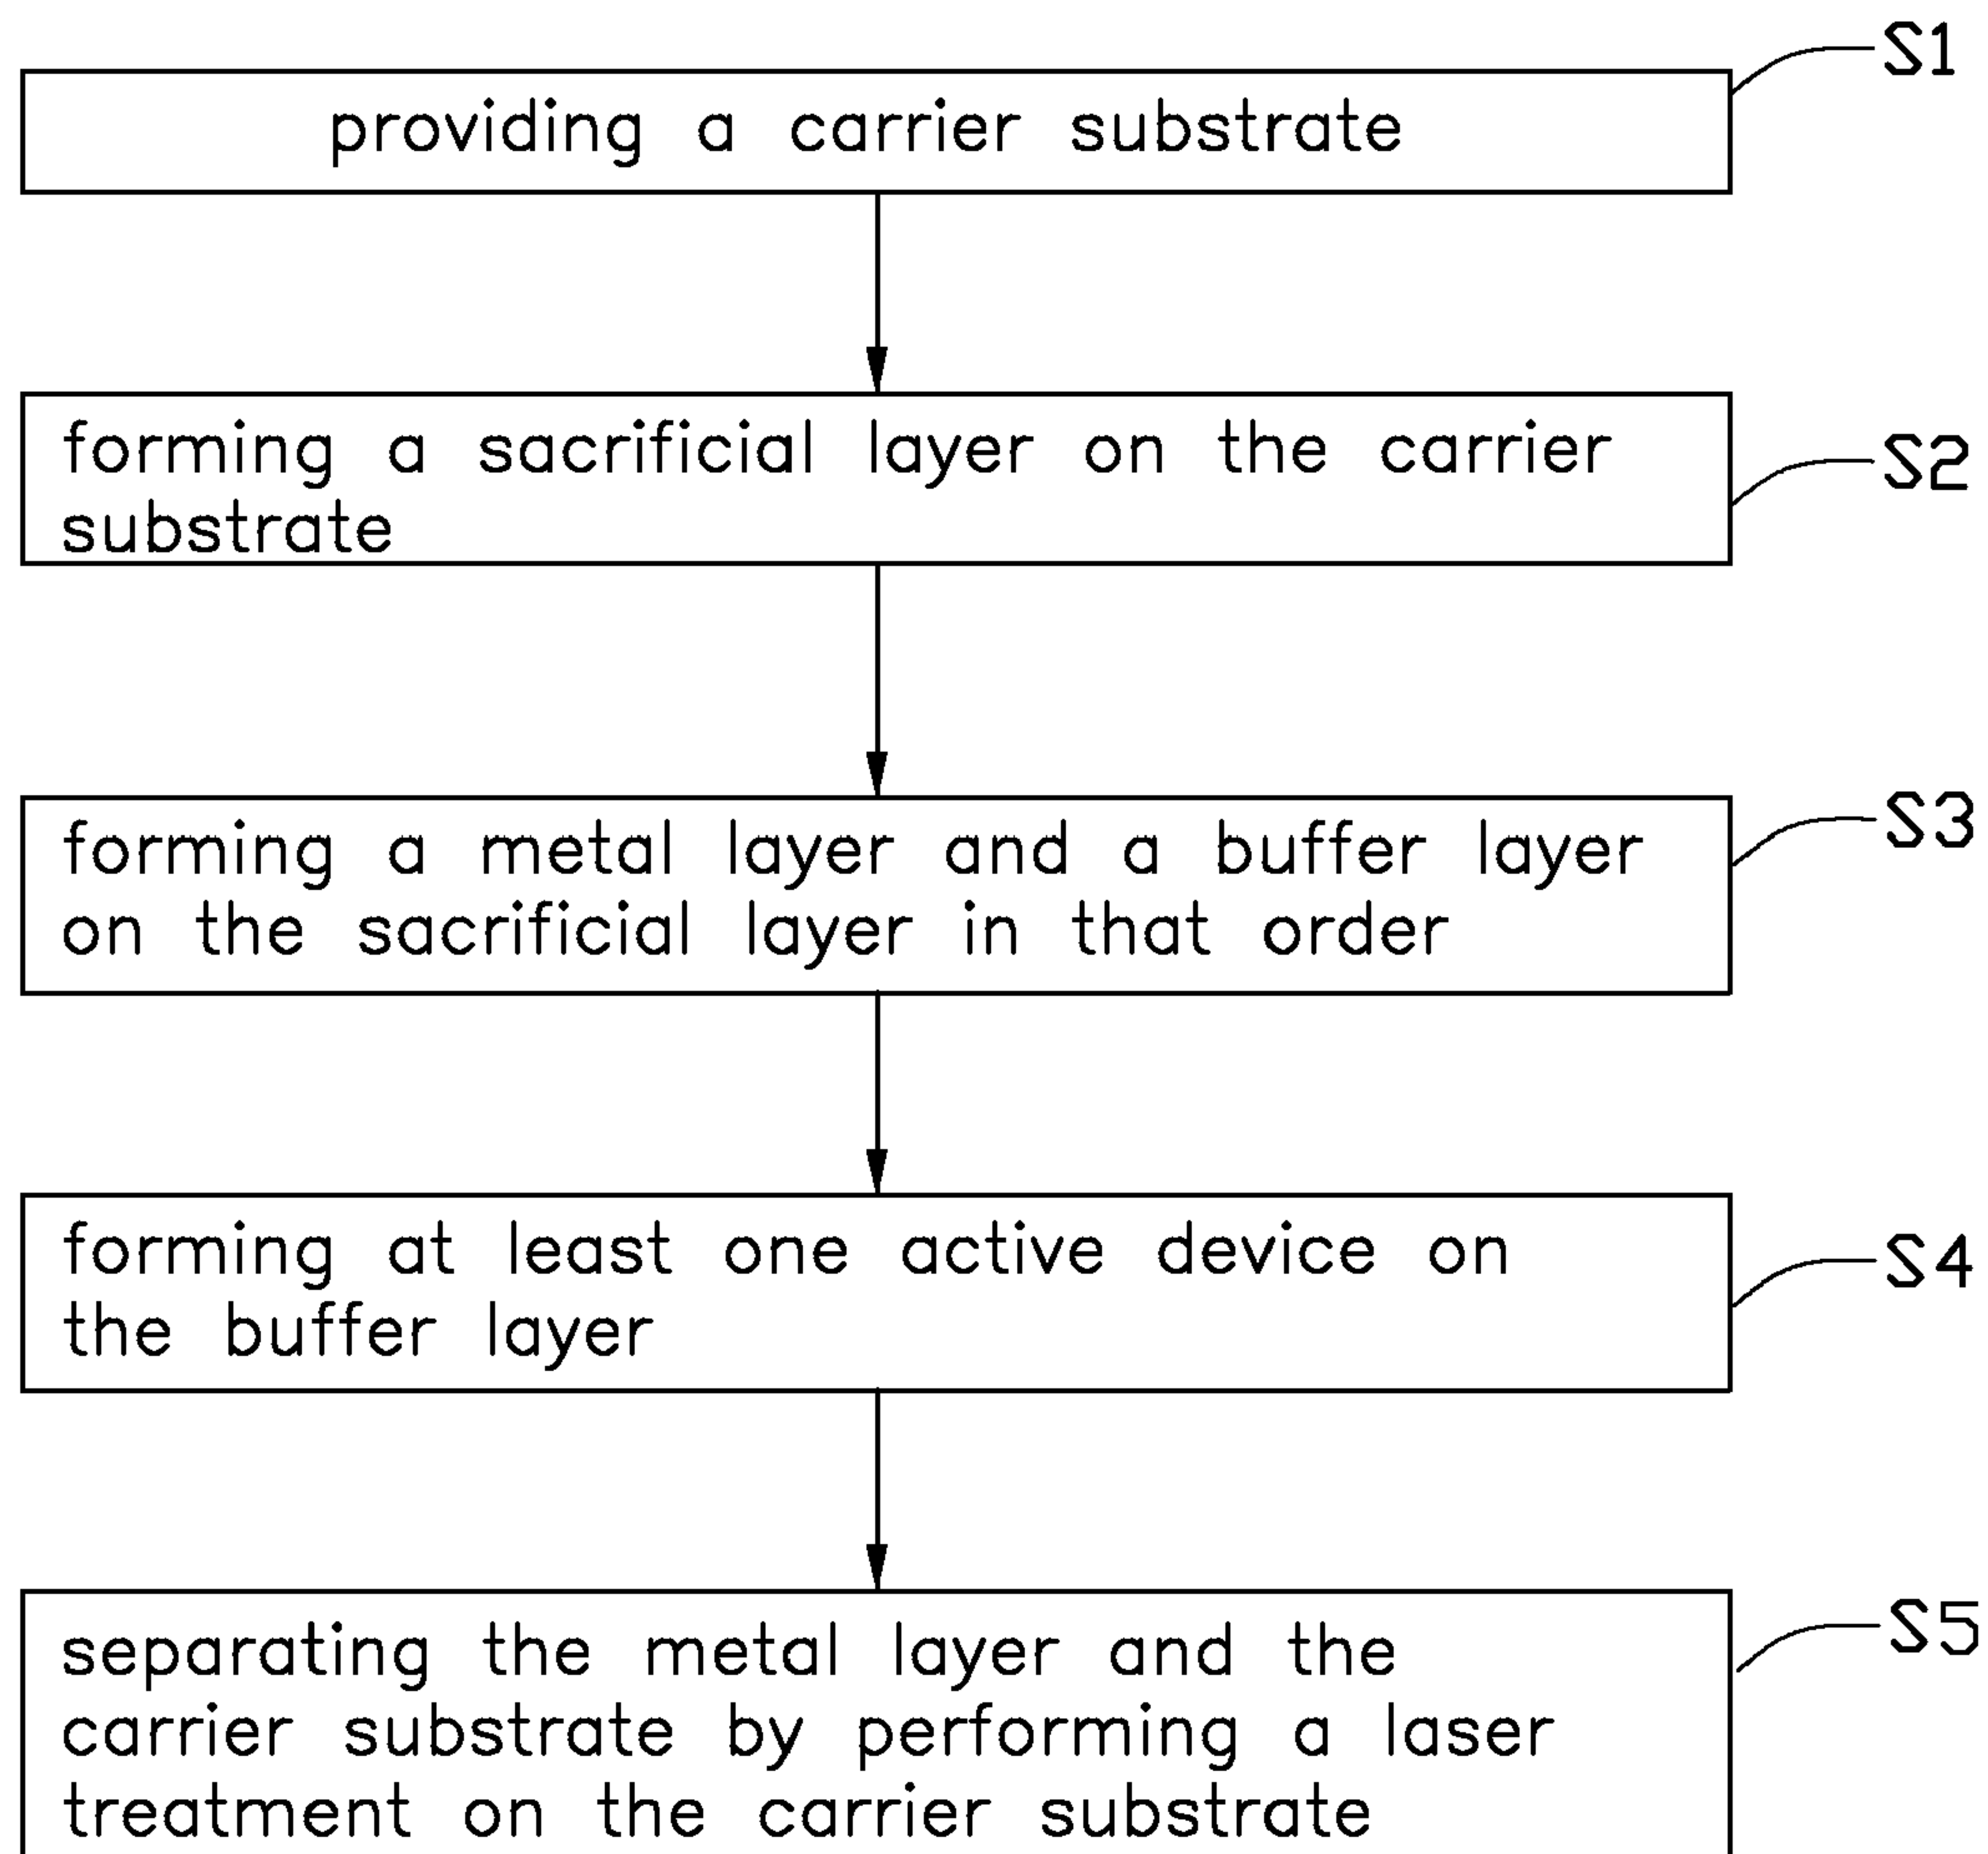 S1
providing a carrier substrate
forming a sacrificial layer on the carrier
S2
substrate
S3
forming a metal layer and a buffer layer
on the sacrificial layer in that order
forming at least one active device on
S4
the buffer layer
S5
separating the metal layer and the
carrier substrate by performing a laser
treatment on the carrier substrate